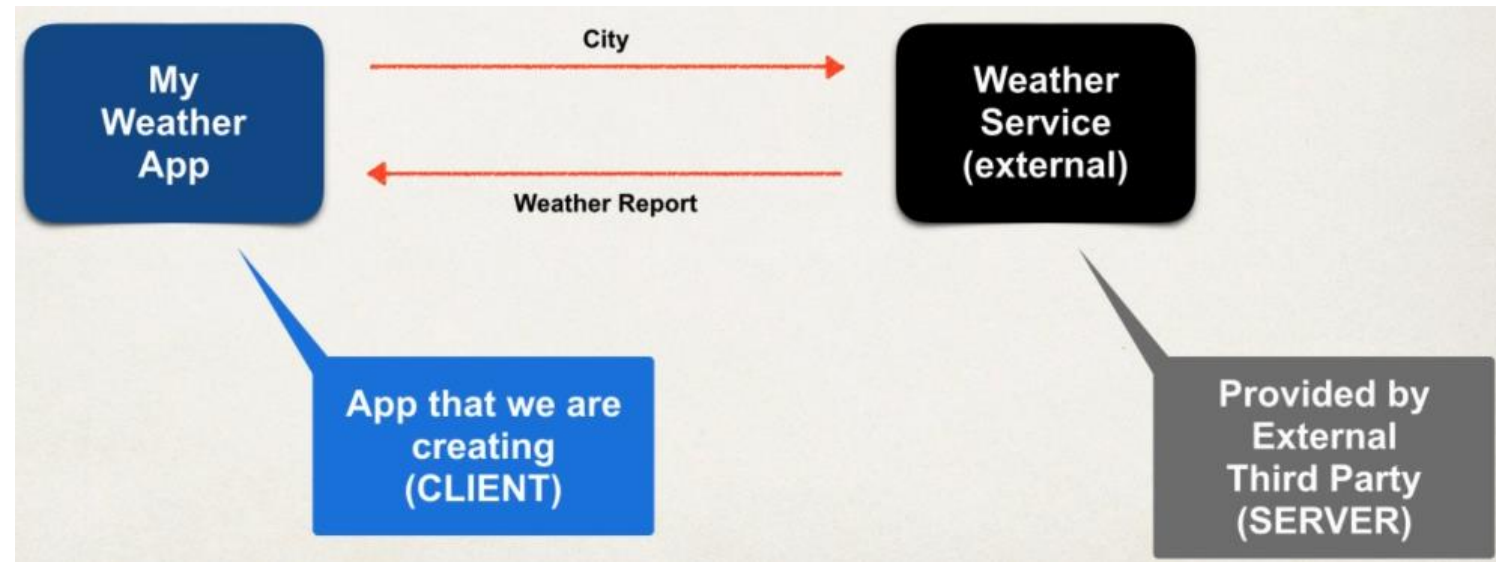 My
Weather
App
City
Weather Report
Weather
Service
(external)
App that we are
creating
(CLIENT)
Provided by
External
Third Party
(SERVER)